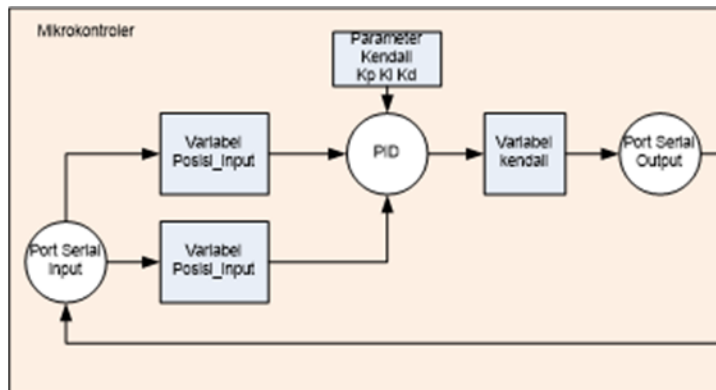 Mikrokontroler
Parameter
Kendali
Kp Ki Kd
Variabel
Posisi_Input
PID
Variabel
kendali
Port Serial
Output
Port Serial
Input
Variabel
Posisi_Input